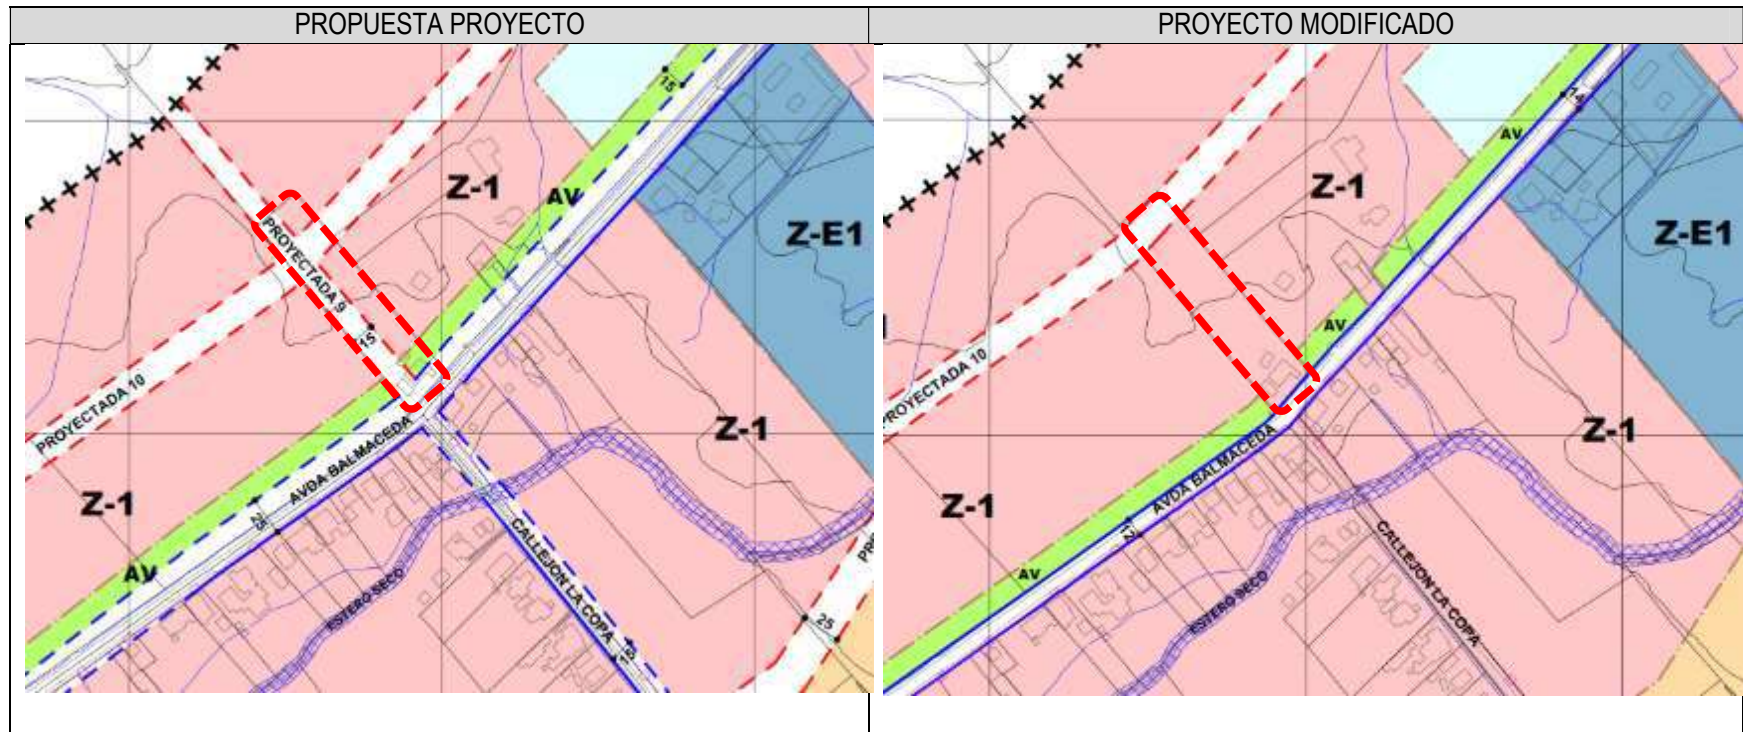 PROPUESTA PROYECTO
PROYECTO MODIFICADO
15
Z-1
AV
Z-E1
PROYECTADA 9
15
PROYECTADA 10
AVDA BALMACEDA
Z-1
Z-1
25
AV
CALLEJON LA COPA
ESTERO SECO
15
25
14
AV
Z-1
Z-E1
AV
PROYECTADA 10
AVDA BALMACEDA
Z-1
Z-1
12
AV
CALLEJON LA COPA
ESTERO SECO